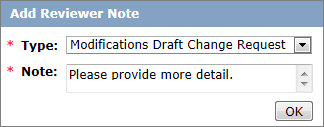 Add Reviewer Note
* Type: Modifications Draft Change Request
* Note: Please provide more detail.
OK